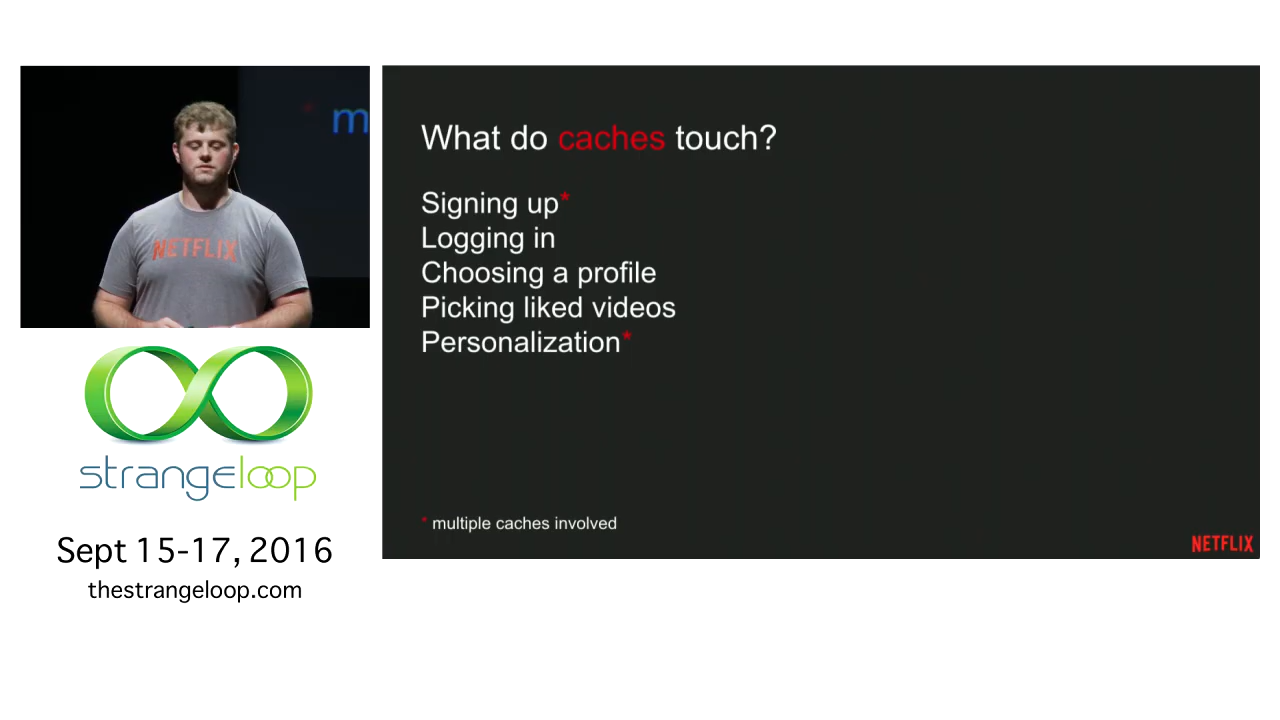 m
NETFLIX
strangeloop
Sept 15-17, 2016
thestrangeloop.com
What do caches touch?
Signing up*
Logging in
Choosing a profile
Picking liked videos
Personalization*
* multiple caches involved
NETFLIX